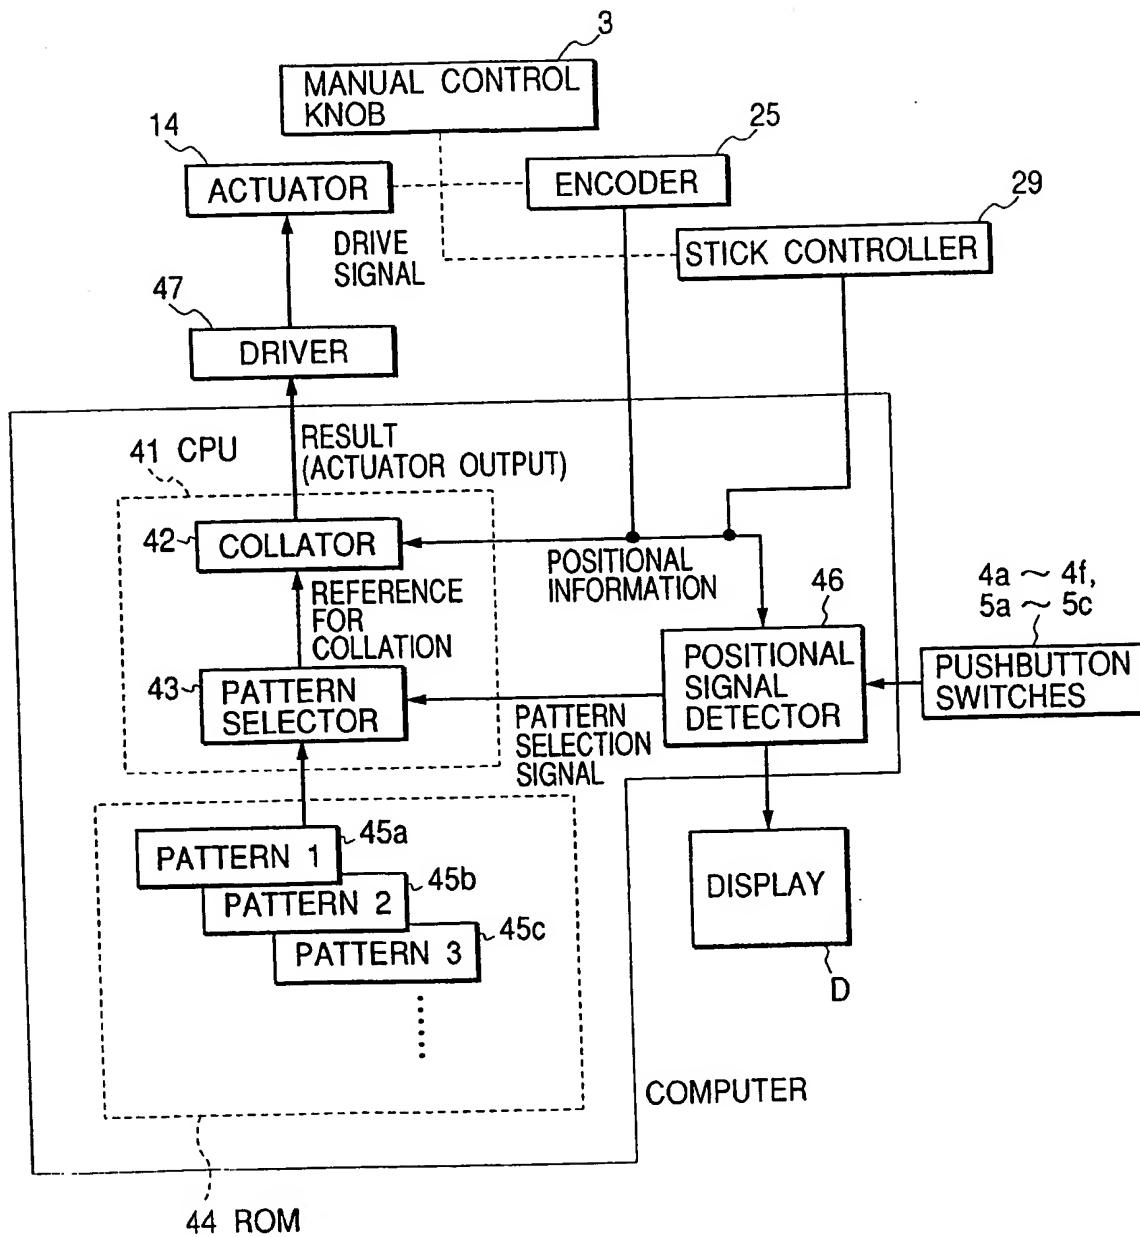 3
MANUAL CONTROL
KNOB
14
25
ACTUATOR
ENCODER
29
DRIVE
SIGNAL
STICK CONTROLLER
47
DRIVER
41 CPU
RESULT
(ACTUATOR OUTPUT)
42
COLLATOR
POSITIONAL
INFORMATION
4a ~ 4f,
5a ~ 5c
REFERENCE
FOR
COLLATION
46
43
PATTERN
SELECTOR
POSITIONAL
SIGNAL
DETECTOR
PUSHBUTTON
SWITCHES
PATTERN
SELECTION
SIGNAL
PATTERN 1
45a
PATTERN 2
45b
PATTERN 3
45c
DISPLAY
D
COMPUTER
44 ROM